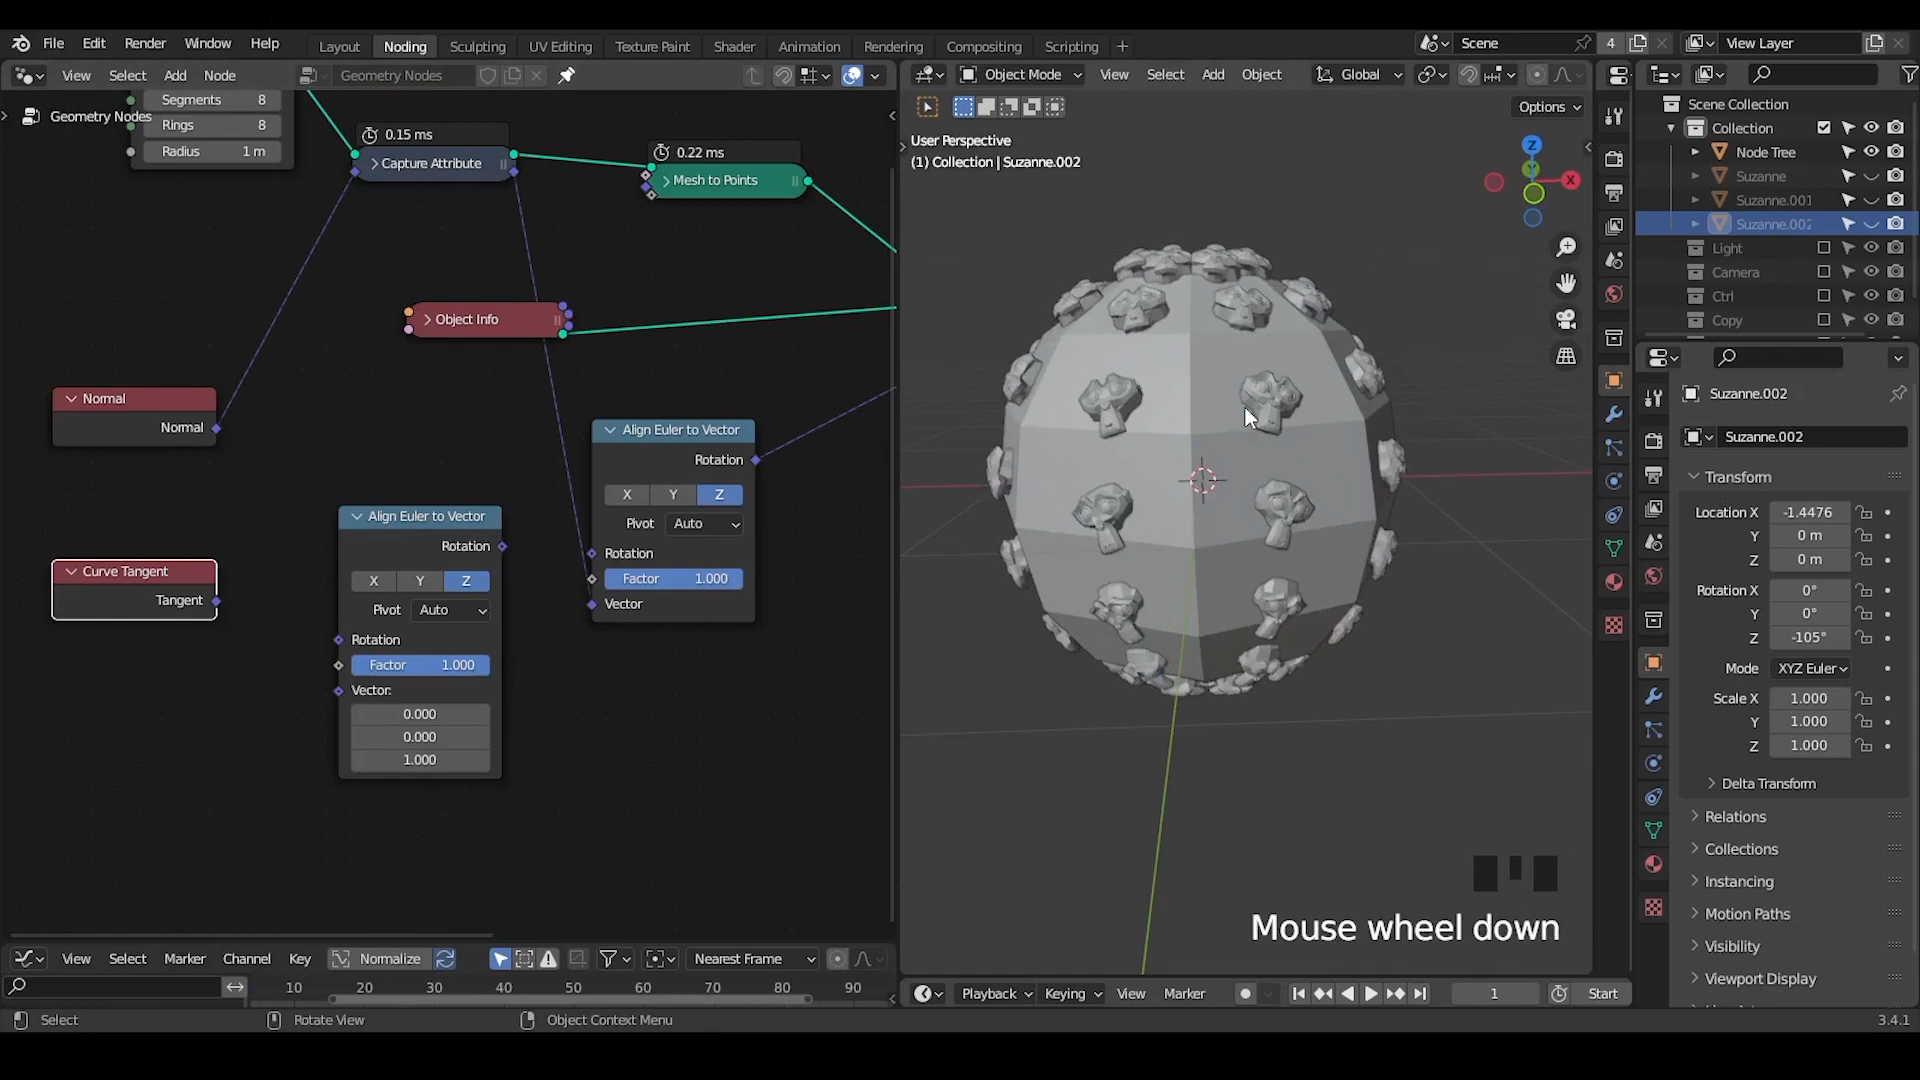 File Edit Render Window Help
Layout Noding Sculpting UV Editing Texture Paint Shader Animation Rendering Compositing Scripting
Scene 4 View Layer
View Select Add Node Geometry Nodes
Object Mode View Select Add Object Global
Options
Geometry Nodes
Segments 8
Rings 8
Radius 1 m
0.15 ms
Capture Attribute
0.22 ms
Mesh to Points
Object Info
Normal
Normal
Curve Tangent
Tangent
Align Euler to Vector
Rotation
X Y Z
Pivot Auto
Rotation
Factor 1.000
Vector:
0.000
0.000
1.000
Align Euler to Vector
Rotation
X Y Z
Pivot Auto
Rotation
Factor 1.000
Vector
User Perspective
(1) Collection | Suzanne.002
Z
X
Mouse wheel down
Scene Collection
Collection
Node Tree
Suzanne
Suzanne.001
Suzanne.002
Light
Camera
Ctrl
Copy
Suzanne.002
Suzanne.002
Transform
Location X -1.4476
Y 0 m
Z 0 m
Rotation X 0°
Y 0°
Z -105°
Mode XYZ Euler
Scale X 1.000
Y 1.000
Z 1.000
Delta Transform
Relations
Collections
Instancing
Motion Paths
Visibility
Viewport Display
View Select Marker Channel Key Normalize Nearest Frame
10 20 30 40 50 60 70 80 90
Playback Keying View Marker 1 Start
Select Rotate View Object Context Menu 3.4.1